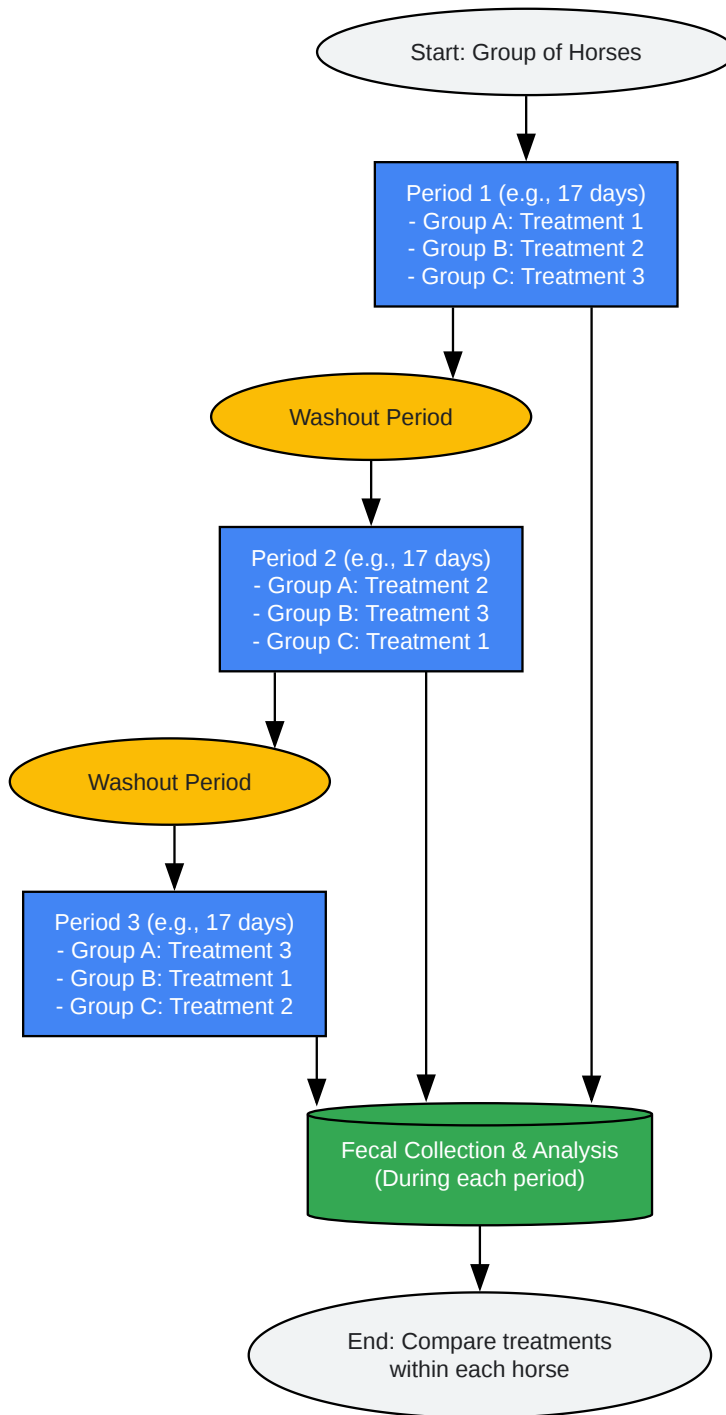 Start: Group of Horses
Period 1 (e.g., 17 days)
- Group A: Treatment 1
- Group B: Treatment 2
- Group C: Treatment 3
Washout Period
Period 2 (e.g., 17 days)
- Group A: Treatment 2
- Group B: Treatment 3
- Group C: Treatment 1
Washout Period
Period 3 (e.g., 17 days)
- Group A: Treatment 3
- Group B: Treatment 1
- Group C: Treatment 2
Fecal Collection & Analysis
(During each period)
End: Compare treatments
within each horse